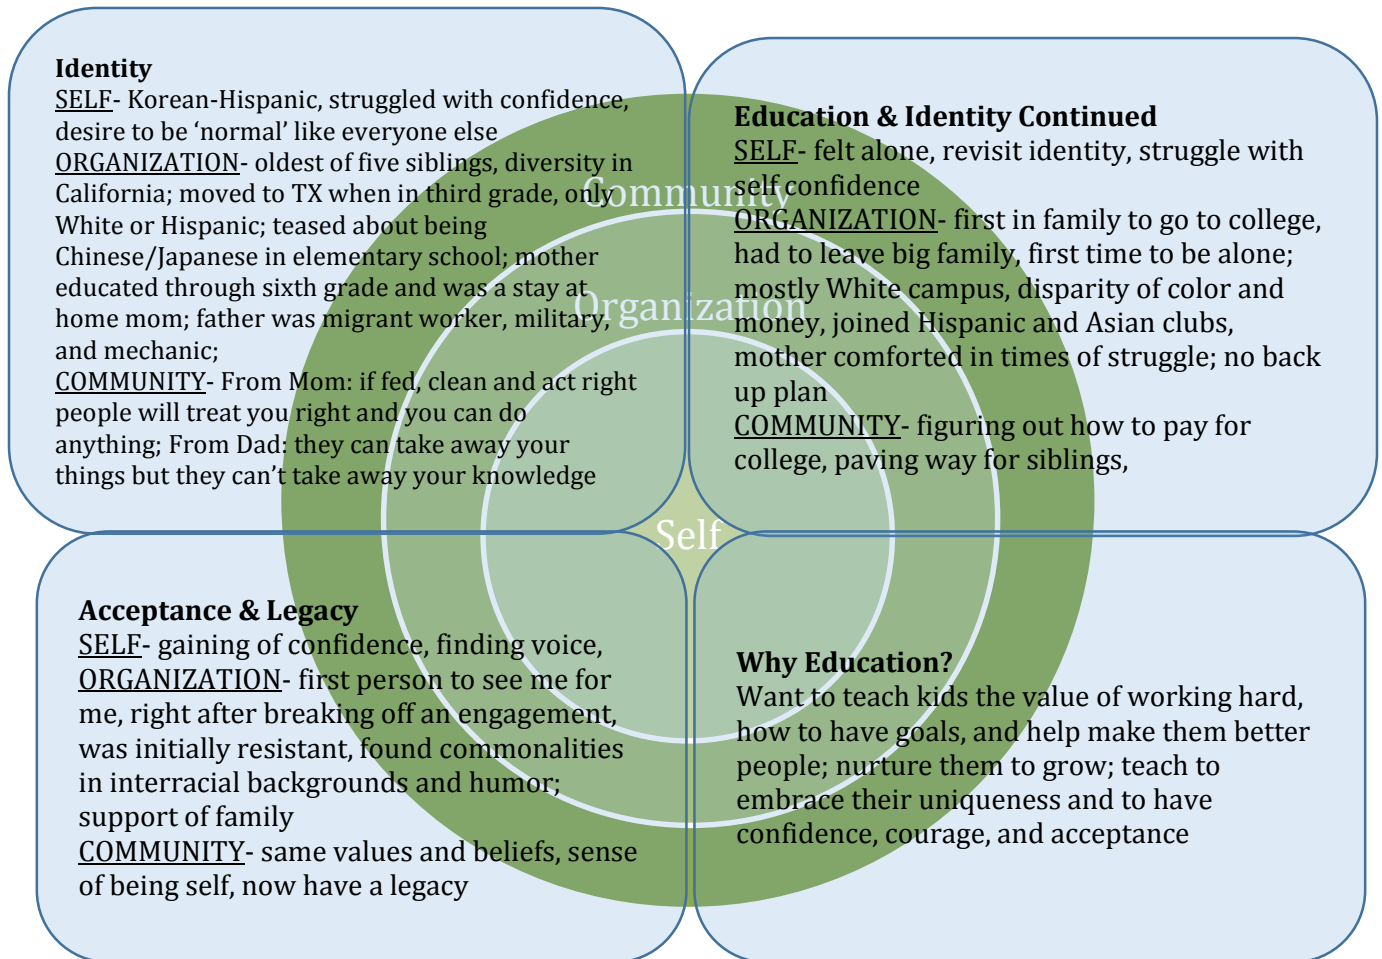 Identity
SELF- Korean-Hispanic, struggled with confidence,
desire to be ‘normal’ like everyone else
ORGANIZATION- oldest of five siblings, diversity in
California; moved to TX when in third grade, only
White or Hispanic; teased about being
Chinese/Japanese in elementary school; mother
educated through sixth grade and was a stay at
home mom; father was migrant worker, military,
and mechanic;
COMMUNITY- From Mom: if fed, clean and act right
people will treat you right and you can do
anything; From Dad: they can take away your
things but they can’t take away your knowledge
Education & Identity Continued
SELF- felt alone, revisit identity, struggle with
self confidence
ORGANIZATION- first in family to go to college,
had to leave big family, first time to be alone;
mostly White campus, disparity of color and
money, joined Hispanic and Asian clubs,
mother comforted in times of struggle; no back
up plan
COMMUNITY- figuring out how to pay for
college, paving way for siblings,
Community
Organization
Self
Acceptance & Legacy
SELF- gaining of confidence, finding voice,
ORGANIZATION- first person to see me for
me, right after breaking off an engagement,
was initially resistant, found commonalities
in interracial backgrounds and humor;
support of family
COMMUNITY- same values and beliefs, sense
of being self, now have a legacy
Why Education?
Want to teach kids the value of working hard,
how to have goals, and help make them better
people; nurture them to grow; teach to
embrace their uniqueness and to have
confidence, courage, and acceptance